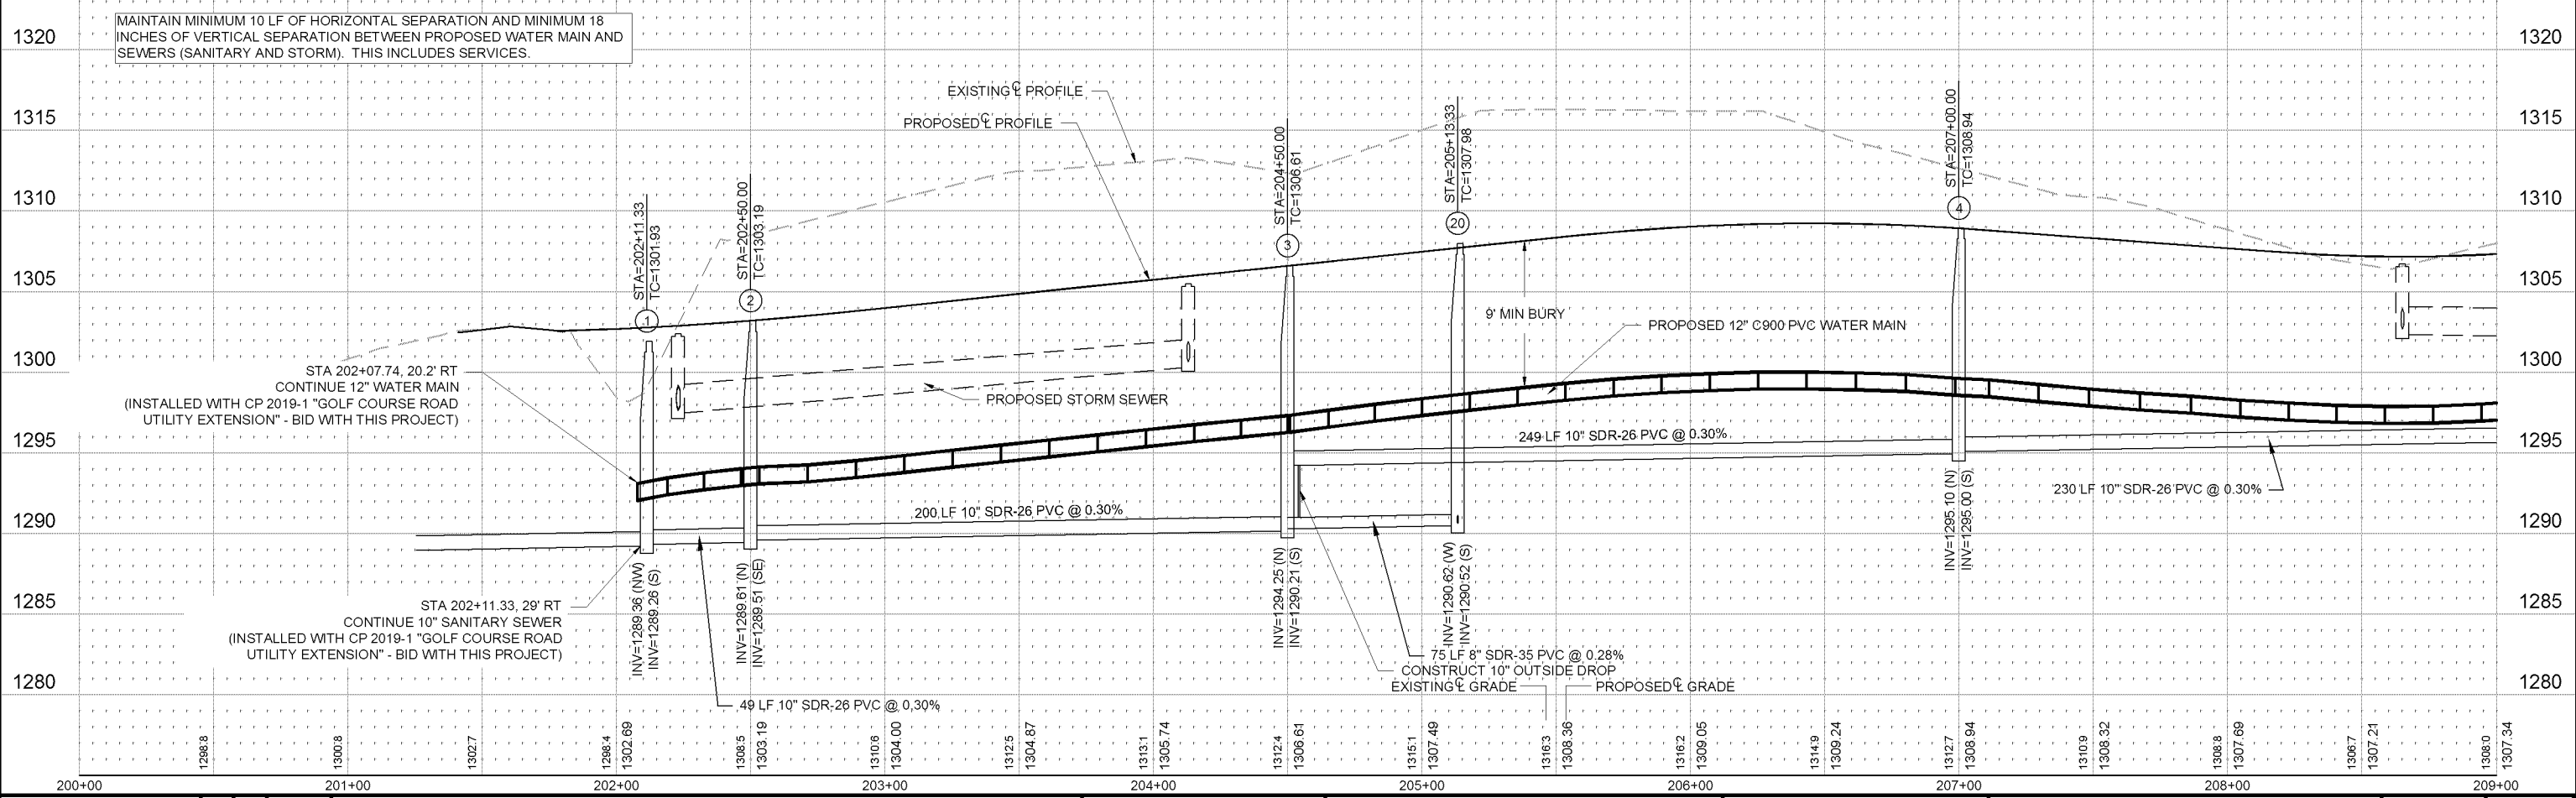 MAINTAIN MINIMUM 10 LF OF HORIZONTAL SEPARATION AND MINIMUM 18
INCHES OF VERTICAL SEPARATION BETWEEN PROPOSED WATER MAIN AND
SEWERS (SANITARY AND STORM). THIS INCLUDES SERVICES.
1320
1315
1310
1305
1300
1295
1290
1285
1280
1320
1315
1310
1305
1300
1295
1290
1285
1280
EXISTING ℄ PROFILE
PROPOSED ℄ PROFILE
STA=202+11.33
TC=1301.93
1
STA=202+50.00
TC=1303.19
2
STA=204+50.00
TC=1306.61
3
STA=205+13.33
TC=1307.98
20
STA=207+00.00
TC=1308.94
4
9' MIN BURY
PROPOSED 12" C900 PVC WATER MAIN
STA 202+07.74, 20.2' RT
CONTINUE 12" WATER MAIN
(INSTALLED WITH CP 2019-1 "GOLF COURSE ROAD
UTILITY EXTENSION" - BID WITH THIS PROJECT)
PROPOSED STORM SEWER
249 LF 10" SDR-26 PVC @ 0.30%
200 LF 10" SDR-26 PVC @ 0.30%
230 LF 10" SDR-26 PVC @ 0.30%
STA 202+11.33, 29' RT
CONTINUE 10" SANITARY SEWER
(INSTALLED WITH CP 2019-1 "GOLF COURSE ROAD
UTILITY EXTENSION" - BID WITH THIS PROJECT)
INV=1289.36 (NW)
INV=1289.26 (S)
INV=1289.61 (N)
INV=1289.51 (SE)
INV=1294.25 (N)
INV=1290.21 (S)
INV=1290.62 (W)
INV=1290.52 (S)
INV=1295.10 (N)
INV=1295.00 (S)
75 LF 8" SDR-35 PVC @ 0.28%
CONSTRUCT 10" OUTSIDE DROP
EXISTING ℄ GRADE
PROPOSED ℄ GRADE
49 LF 10" SDR-26 PVC @ 0.30%
1298.8
1300.8
1302.7
1298.4
1302.69
1308.5
1303.19
1310.6
1304.00
1312.5
1304.87
1313.1
1305.74
1312.4
1306.61
1315.1
1307.49
1316.3
1308.36
1316.2
1309.05
1314.9
1309.24
1312.7
1308.94
1310.9
1308.32
1308.8
1307.69
1306.7
1307.21
1308.0
1307.34
200+00
201+00
202+00
203+00
204+00
205+00
206+00
207+00
208+00
209+00